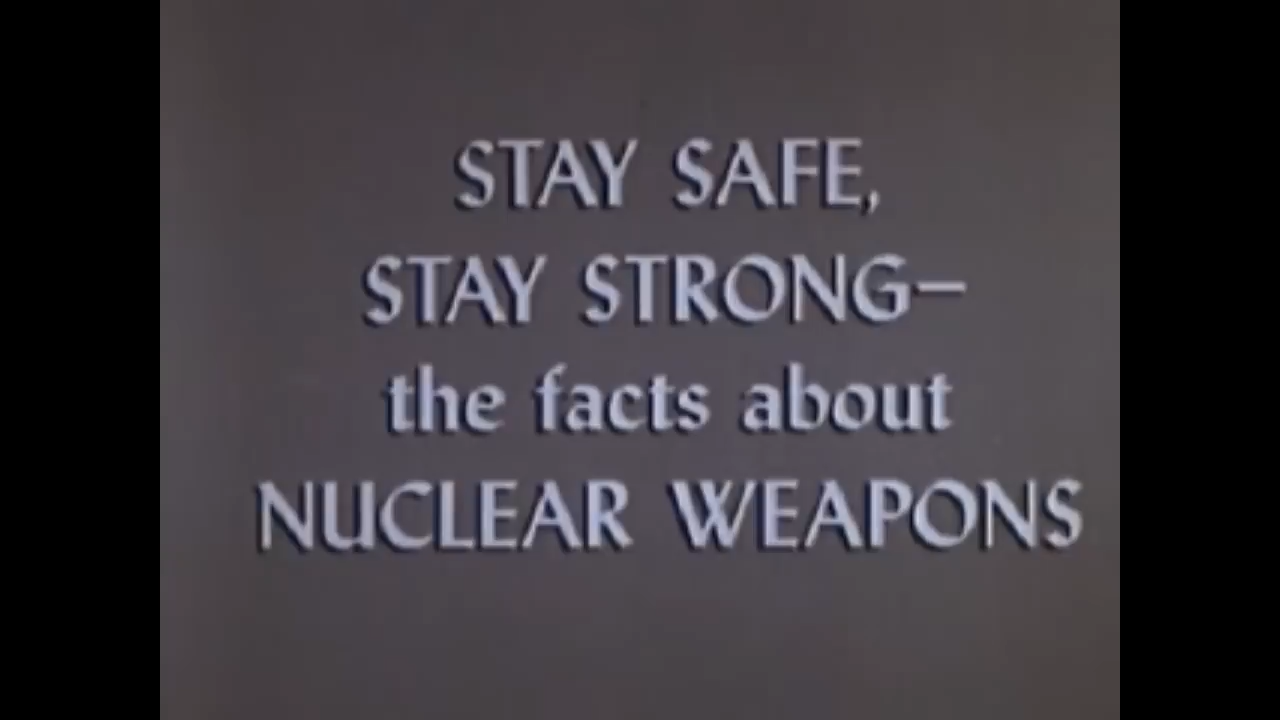 STAY SAFE,
STAY STRONG—
the facts about
NUCLEAR WEAPONS